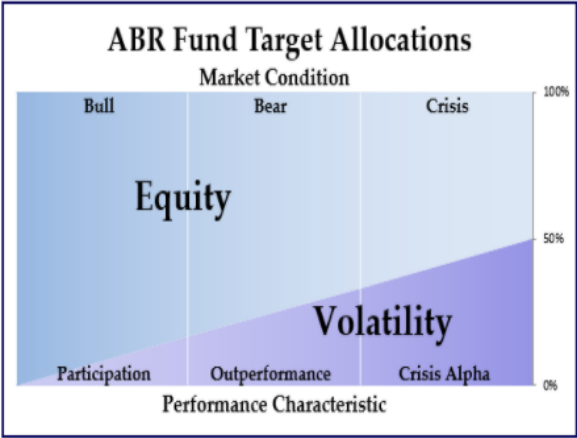 ABR Fund Target Allocations
Market Condition
Bull Bear Crisis
100%
Equity
50%
Volatility
Participation Outperformance Crisis Alpha
0%
Performance Characteristic